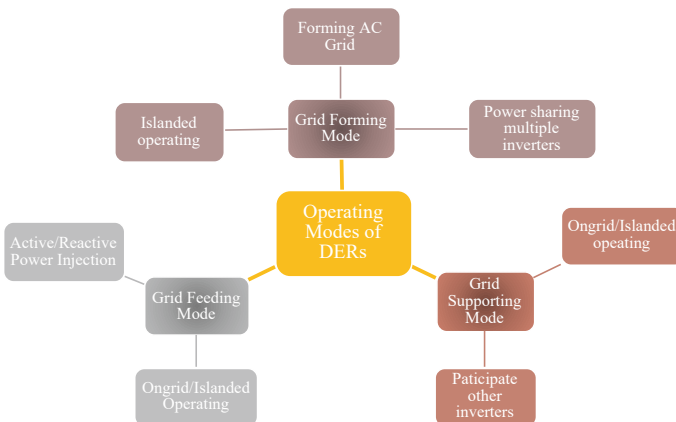 Forming AC
Grid
Islanded
operating
Grid Forming
Mode
Power sharing
multiple
inverters
Operating
Modes of
DERs
Active/Reactive
Power Injection
Ongrid/Islanded
opeating
Grid Feeding
Mode
Grid
Supporting
Mode
Ongrid/Islanded
Operating
Paticipate
other
inverters